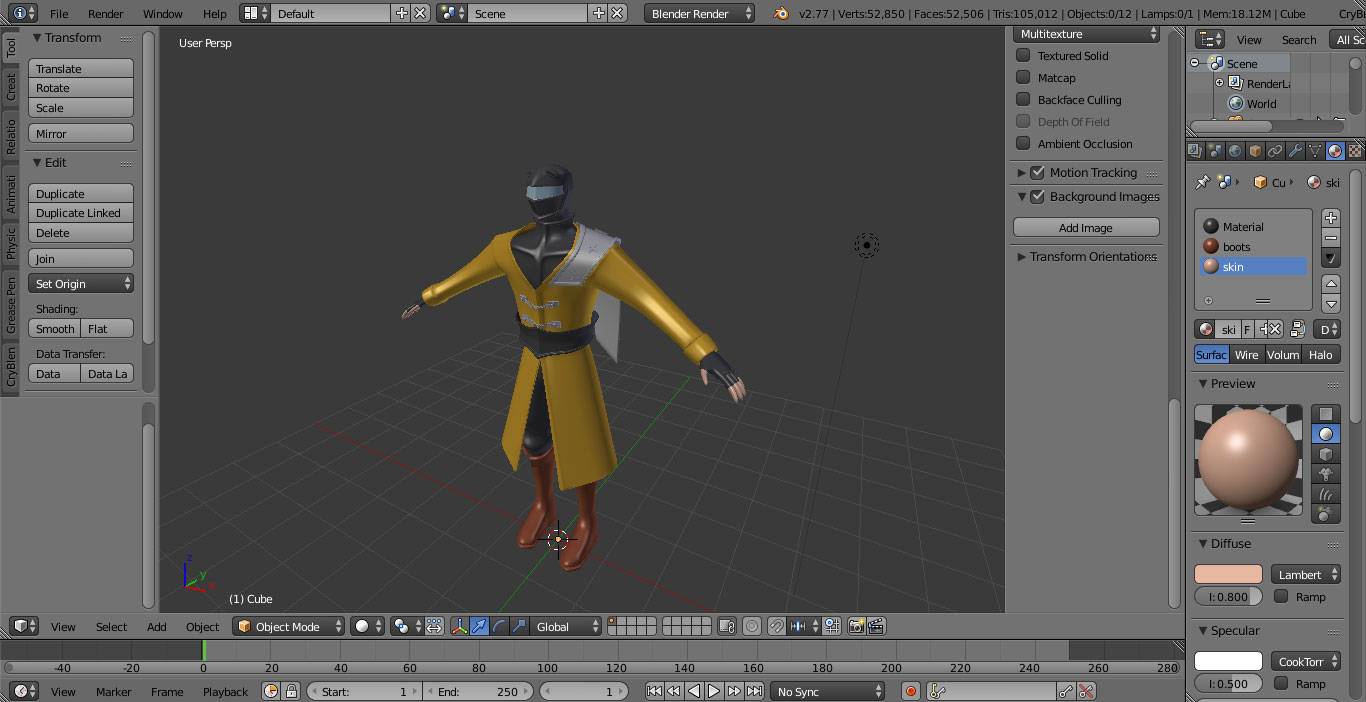 File Render Window Help Default Scene Blender Render v2.77 | Verts:52,850 | Faces:52,506 | Tris:105,012 | Objects:0/12 | Lamps:0/1 | Mem:18.12M | Cube CryBl
Tool
Creat
Relatio
Animati
Physic
Grease Pen
CryBlen
Transform
Translate
Rotate
Scale
Mirror
Edit
Duplicate
Duplicate Linked
Delete
Join
Set Origin
Shading:
Smooth Flat
Data Transfer:
Data Data La
User Persp
(1) Cube
z
y
x
Multitexture
Textured Solid
Matcap
Backface Culling
Depth Of Field
Ambient Occlusion
Motion Tracking
Background Images
Add Image
Transform Orientations
View Search All Sc
Scene
RenderLa
World
Cu ski
Material
boots
skin
ski F D
Surfac Wire Volum Halo
Preview
Diffuse
Lambert
I:0.800 Ramp
Specular
CookTorr
I:0.500 Ramp
View Select Add Object Object Mode Global
-40 -20 0 20 40 60 80 100 120 140 160 180 200 220 240 260 280
View Marker Frame Playback Start: 1 End: 250 1 No Sync